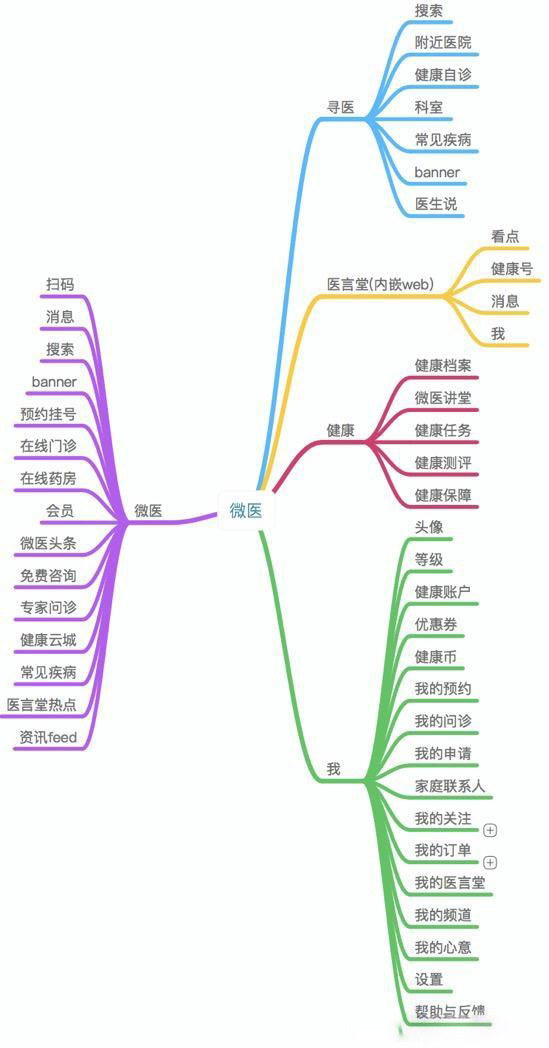 微医
寻医
搜索
附近医院
健康自诊
科室
常见疾病
banner
医生说
医言堂(内嵌web)
看点
健康号
消息
我
健康
健康档案
微医讲堂
健康任务
健康测评
健康保障
我
头像
等级
健康账户
优惠券
健康币
我的预约
我的问诊
我的申请
家庭联系人
我的关注
我的订单
我的医言堂
我的频道
我的心意
设置
帮助与反馈
微医
扫码
消息
搜索
banner
预约挂号
在线门诊
在线药房
会员
微医头条
免费咨询
专家问诊
健康云城
常见疾病
医言堂热点
资讯feed